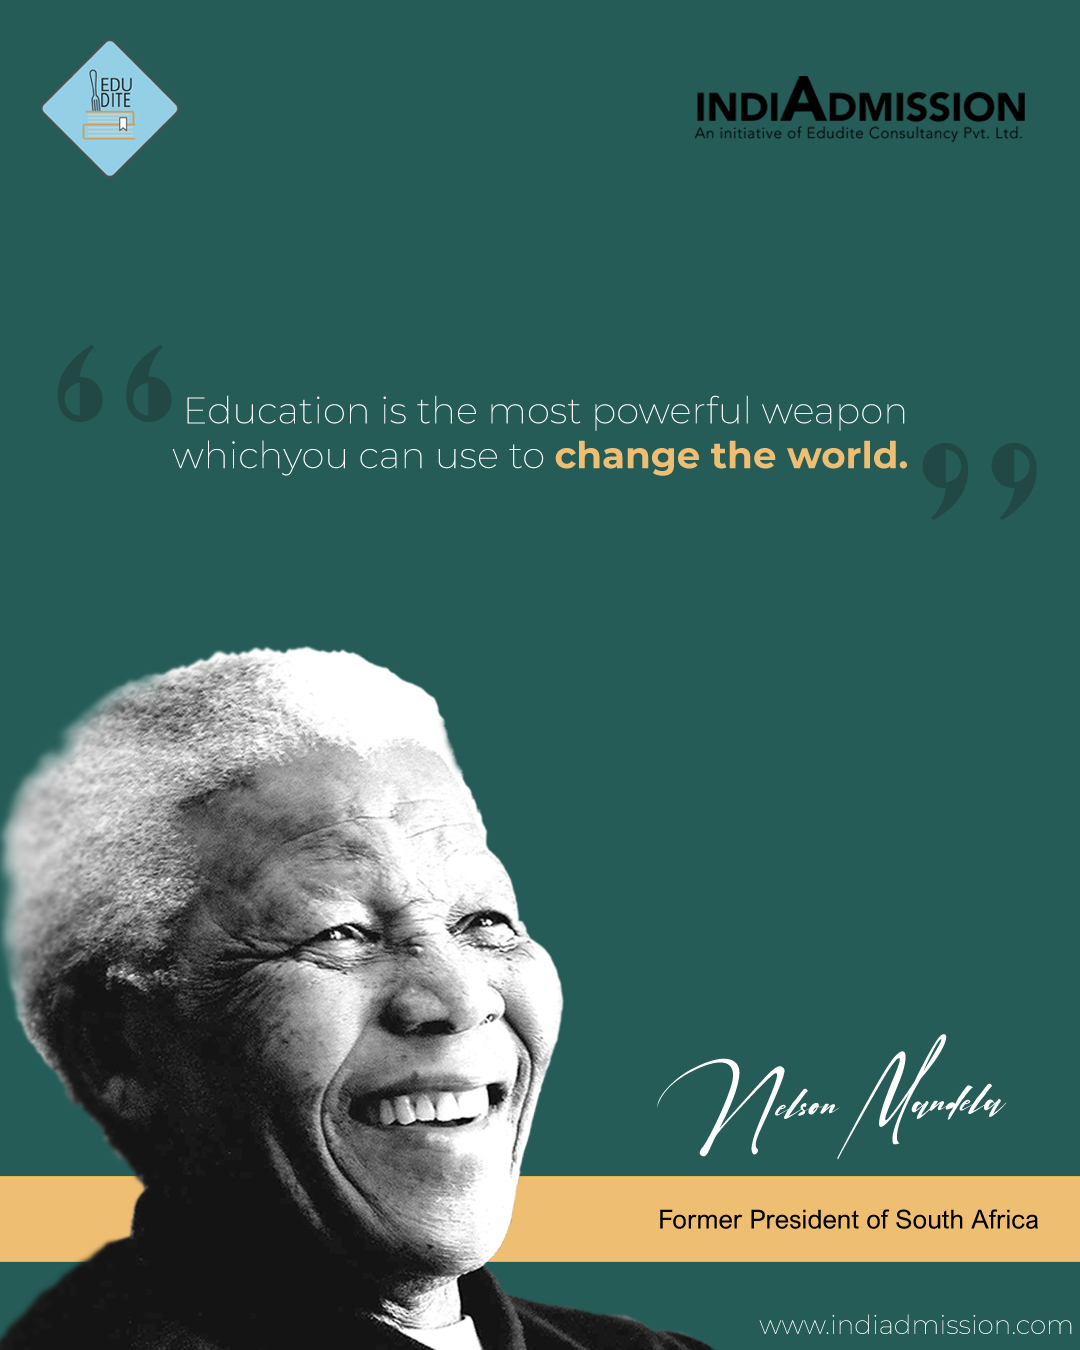 EDU
DITE
INDIADMISSION
An initiative of Edudite Consultancy Pvt. Ltd.
“Education is the most powerful weapon
whichyou can use to change the world.”
Nelson Mandela
Former President of South Africa
www.indiadmission.com